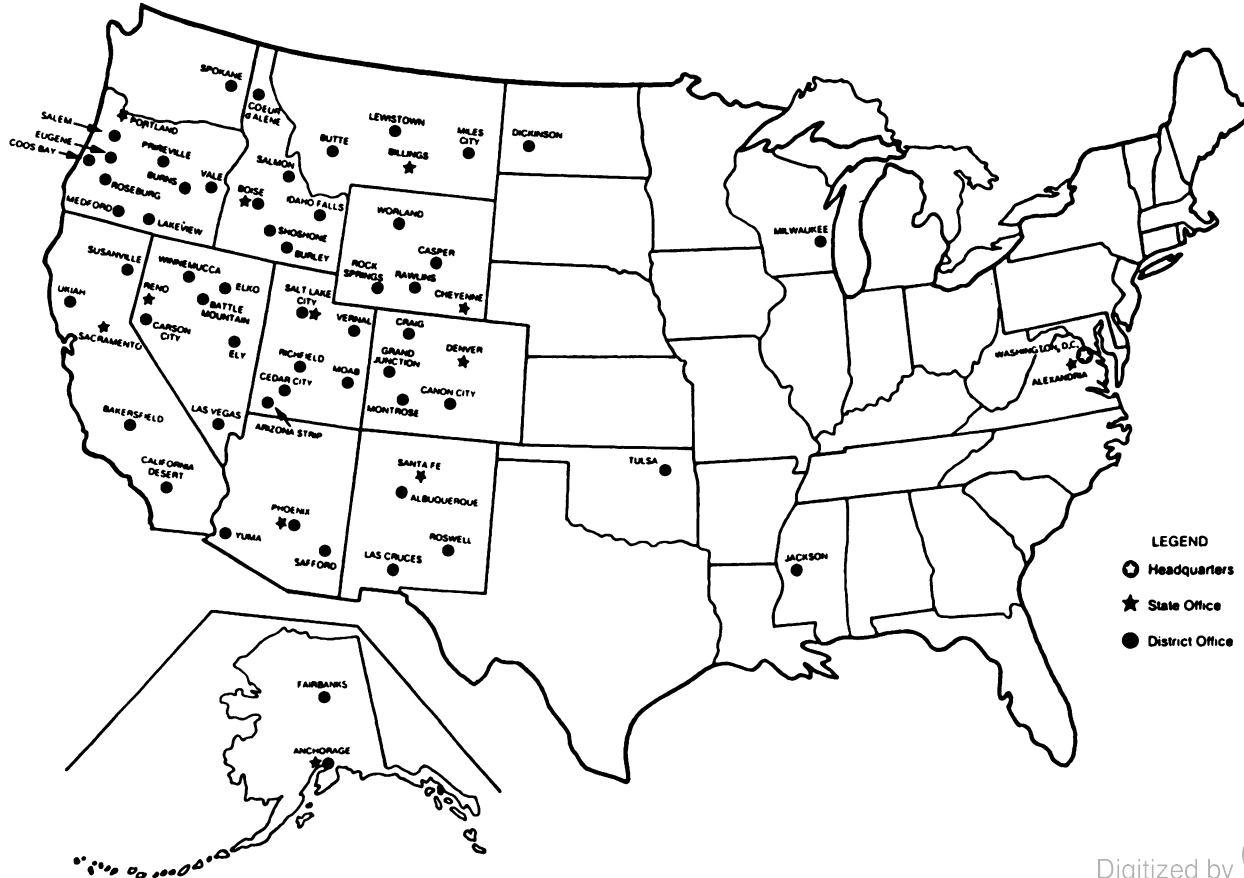 SPOKANE
COEUR
d'ALENE
SALEM
EUGENE
COOS BAY
PORTLAND
PRINEVILLE
BURNS
VALE
ROSEBURG
MEDFORD
LAKEVIEW
BUTTE
LEWISTOWN
BILLINGS
MILES
CITY
DICKINSON
SALMON
BOISE
IDAHO FALLS
SHOSHONE
BURLEY
WORLAND
CASPER
ROCK
SPRINGS
RAWLINS
CHEYENNE
MILWAUKEE
SUSANVILLE
UKIAH
SACRAMENTO
BAKERSFIELD
CALIFORNIA
DESERT
WINNEMUCCA
ELKO
RENO
BATTLE
MOUNTAIN
CARSON
CITY
ELY
LAS VEGAS
SALT LAKE
CITY
VERNAL
RICHFIELD
MOAB
CEDAR CITY
ARIZONA STRIP
CRAIG
GRAND
JUNCTION
DENVER
CANON CITY
MONTROSE
WASHINGTON, D.C.
ALEXANDRIA
PHOENIX
YUMA
SAFFORD
SANTA FE
ALBUQUERQUE
ROSWELL
LAS CRUCES
TULSA
JACKSON
FAIRBANKS
ANCHORAGE
LEGEND
Headquarters
State Office
District Office
Digitized by